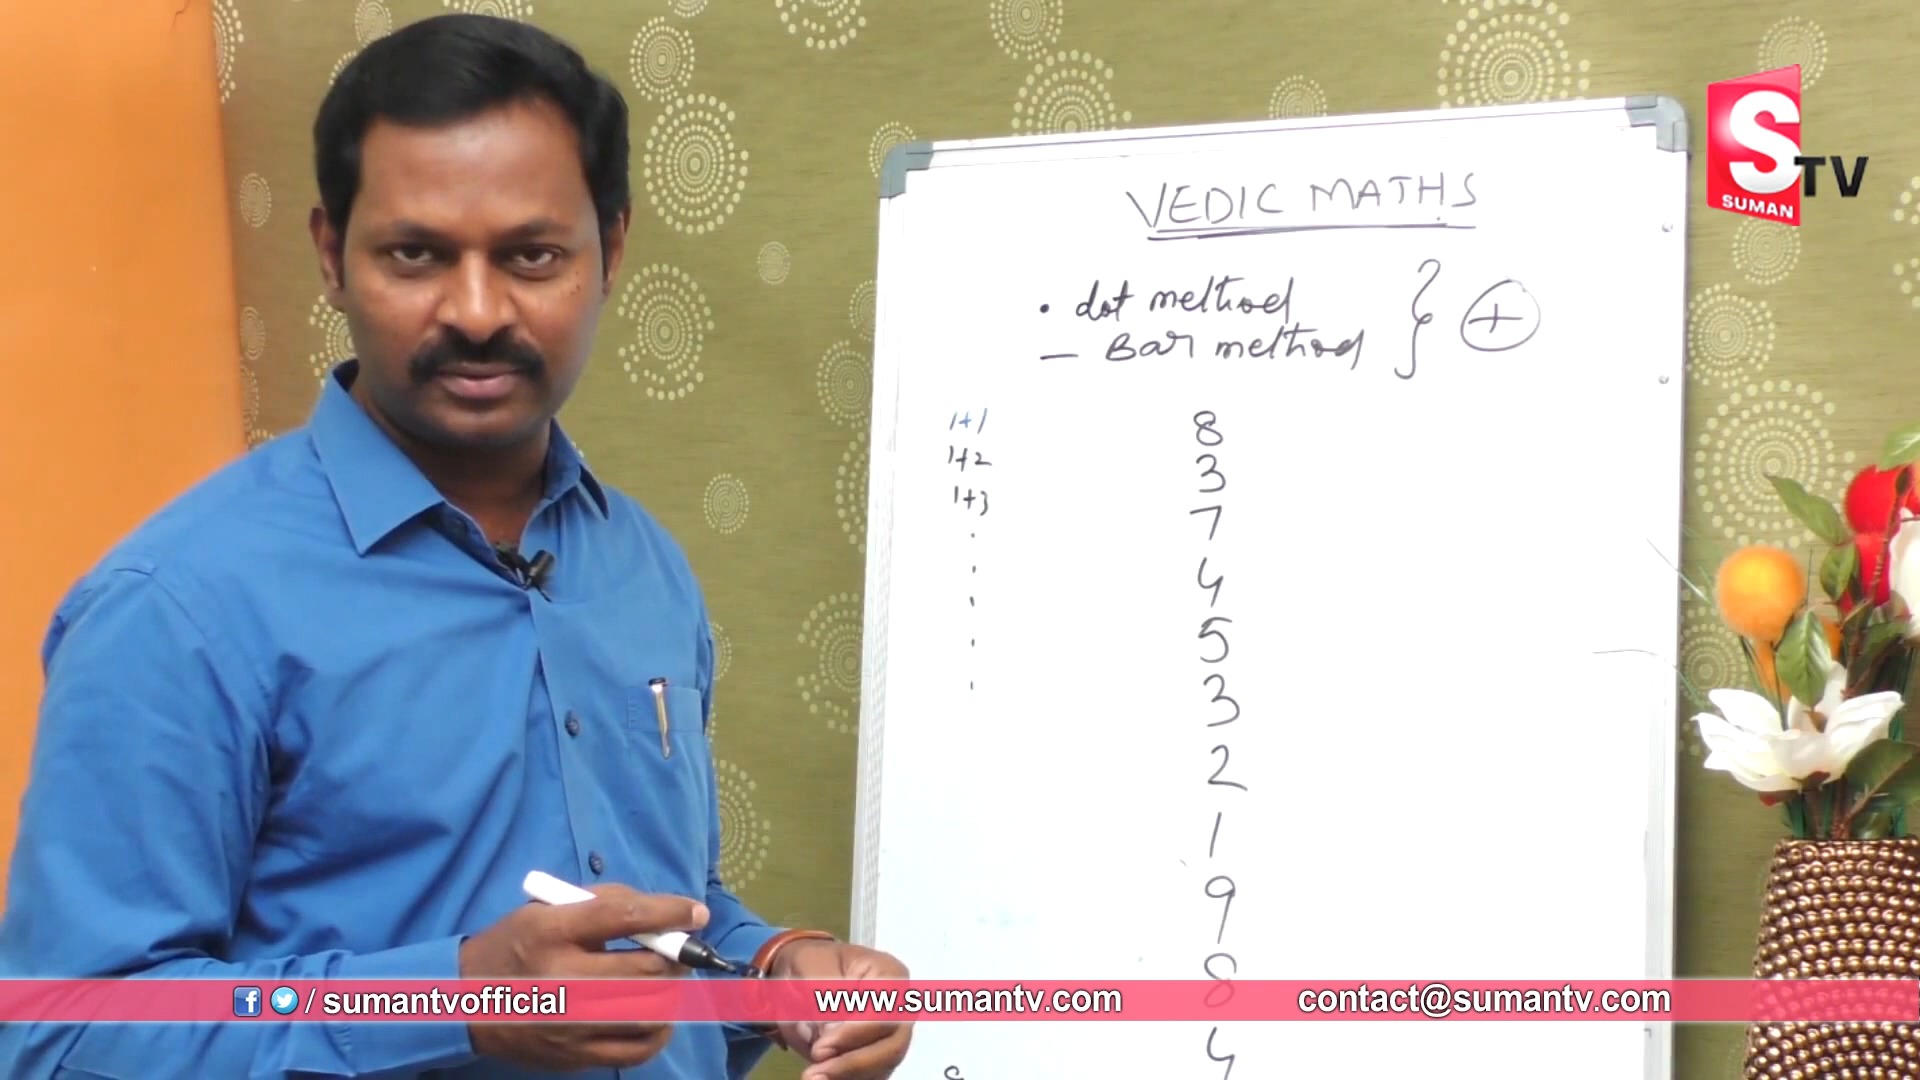 S TV
SUMAN
VEDIC MATHS
• dot method
— Bar method } +
1+1
1+2
1+3
8
3
7
4
5
3
2
1
9
8
4
/ sumantvofficial
www.sumantv.com
contact@sumantv.com